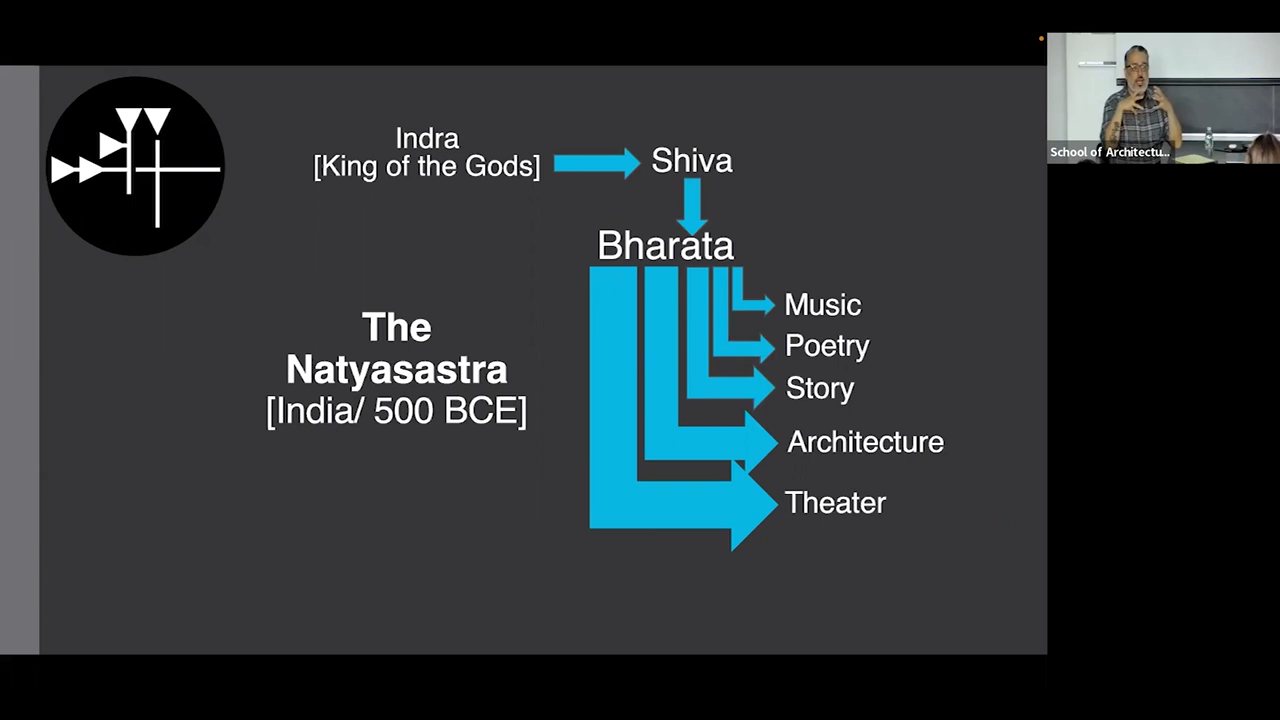 Indra
[King of the Gods]
Shiva
Bharata
The
Natyasastra
[India/ 500 BCE]
Music
Poetry
Story
Architecture
Theater
School of Architectu...